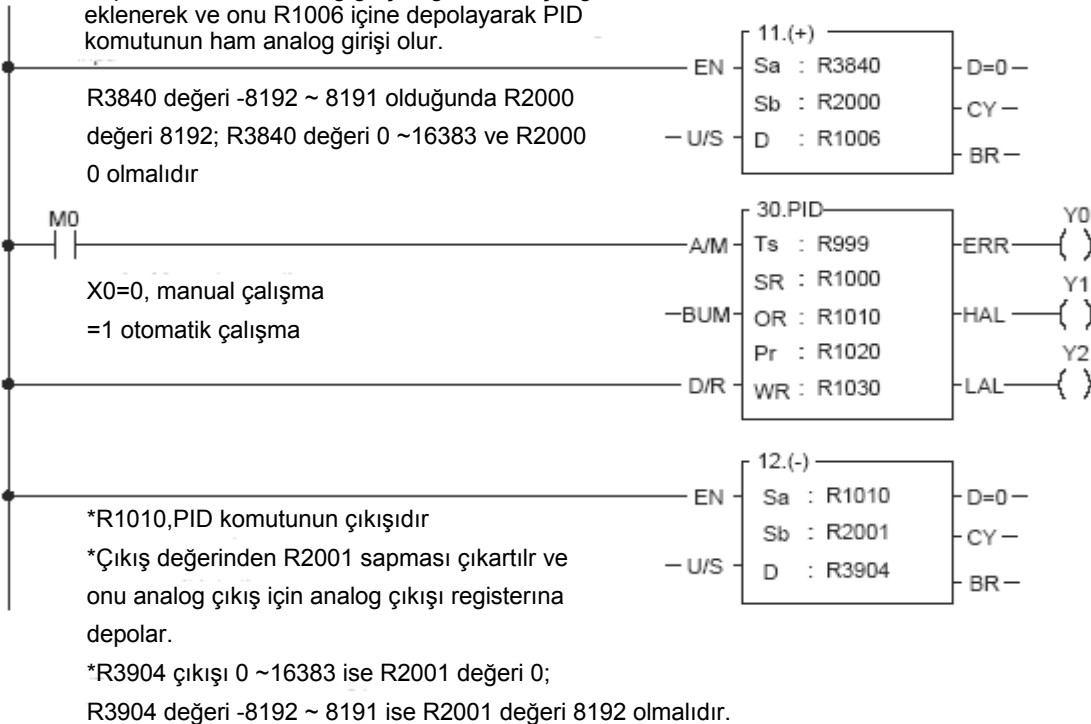 eklenerek ve onu R1006 içine depolayarak PID
komutunun ham analog girişi olur.
11.(+)
EN Sa : R3840 D=0
Sb : R2000 CY
U/S D : R1006 BR
R3840 değeri -8192 ~ 8191 olduğunda R2000
değeri 8192; R3840 değeri 0 ~16383 ve R2000
0 olmalıdır
M0
30.PID
Y0
A/M Ts : R999 ERR
SR : R1000
Y1
BUM OR : R1010 HAL
Pr : R1020
Y2
D/R WR : R1030 LAL
X0=0, manual çalışma
=1 otomatik çalışma
12.(-)
EN Sa : R1010 D=0
Sb : R2001 CY
U/S D : R3904 BR
*R1010,PID komutunun çıkışıdır
*Çıkış değerinden R2001 sapması çıkartılr ve
onu analog çıkış için analog çıkışı registerına
depolar.
*R3904 çıkışı 0 ~16383 ise R2001 değeri 0;
R3904 değeri -8192 ~ 8191 ise R2001 değeri 8192 olmalıdır.